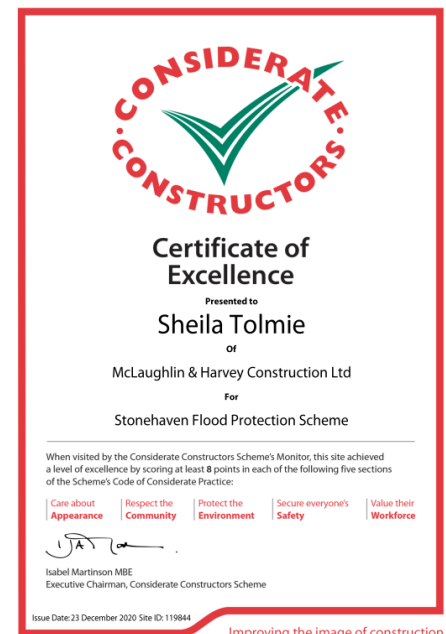 CONSIDERATE
CONSTRUCTORS
Certificate of
Excellence
Presented to
Sheila Tolmie
Of
McLaughlin & Harvey Construction Ltd
For
Stonehaven Flood Protection Scheme
When visited by the Considerate Constructors Scheme's Monitor, this site achieved
a level of excellence by scoring at least 8 points in each of the following five sections
of the Scheme's Code of Considerate Practice:
Care about
Appearance
Respect the
Community
Protect the
Environment
Secure everyone's
Safety
Value their
Workforce
Isabel Martinson MBE
Executive Chairman, Considerate Constructors Scheme
Issue Date: 23 December 2020 Site ID: 119844
Improving the image of construction